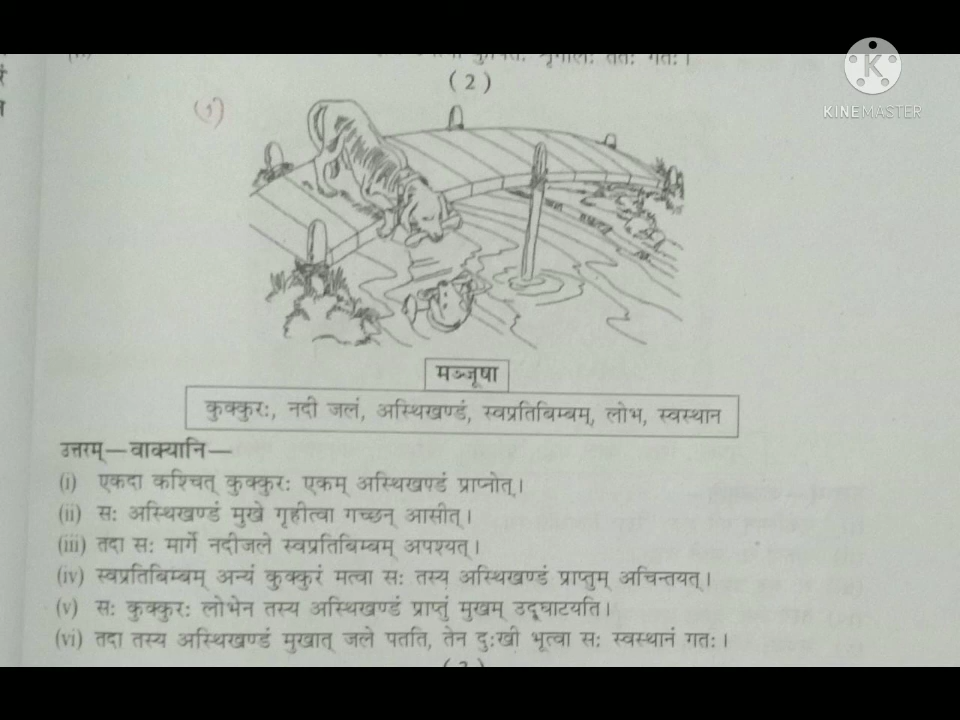 K
KINEMASTER
(2)
मञ्जूषा
कुक्कुरः, नदी जलं, अस्थिखण्डं, स्वप्रतिबिम्बम्, लोभ, स्वस्थान
उत्तरम्—वाक्यानि—
(i) एकदा कश्चित् कुक्कुरः एकम् अस्थिखण्डं प्राप्नोत्।
(ii) सः अस्थिखण्डं मुखे गृहीत्वा गच्छन् आसीत्।
(iii) तदा सः मार्गे नदीजले स्वप्रतिबिम्बम् अपश्यत्।
(iv) स्वप्रतिबिम्बम् अन्यं कुक्कुरं मत्वा सः तस्य अस्थिखण्डं प्राप्तुम् अचिन्तयत्।
(v) सः कुक्कुरः लोभेन तस्य अस्थिखण्डं प्राप्तुं मुखम् उद्घाटयति।
(vi) तदा तस्य अस्थिखण्डं मुखात् जले पतति, तेन दुःखी भूत्वा सः स्वस्थानं गतः।